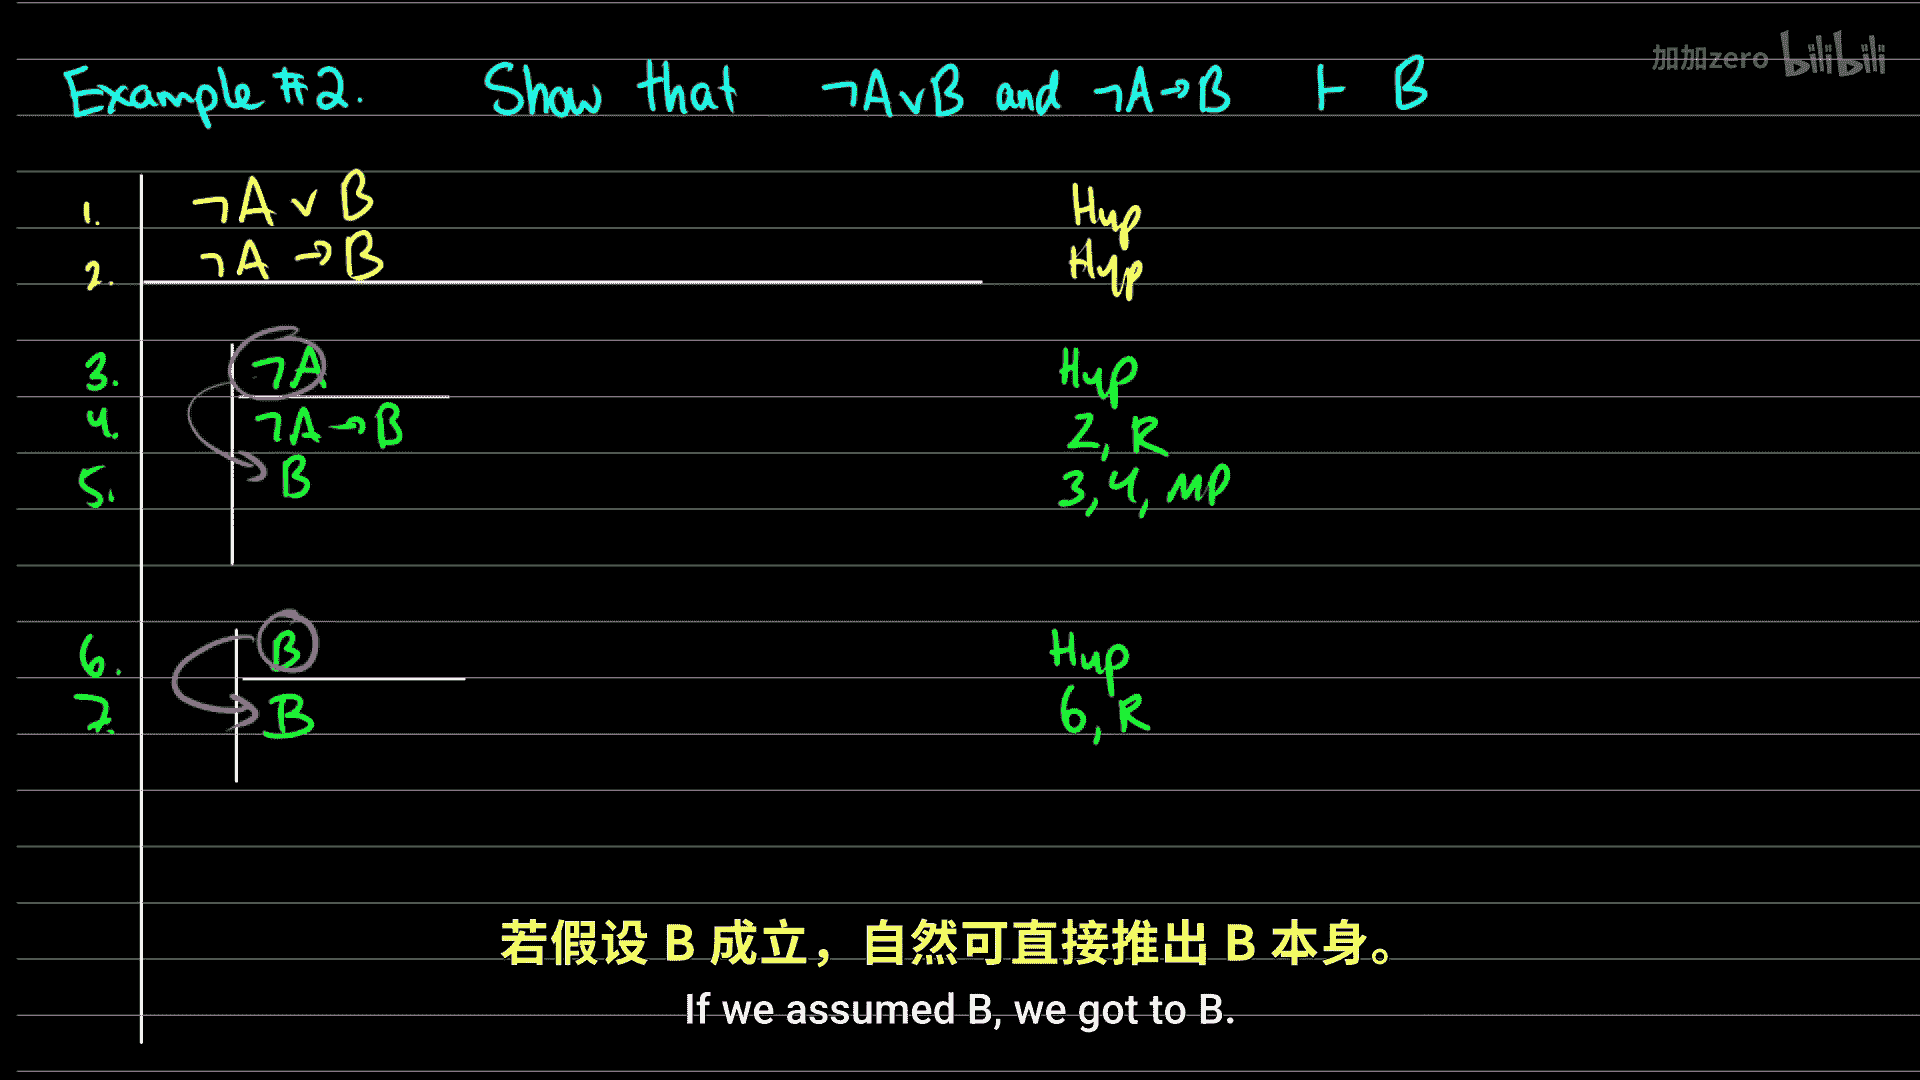 加加zero bilibili
Example #2. Show that ¬A∨B and ¬A→B ⊢ B
1. ¬A ∨ B Hyp
2. ¬A → B Hyp
3. ¬A Hyp
4. ¬A→B 2, R
5. B 3, 4, MP
6. B Hyp
7. B 6, R
若假设 B 成立，自然可直接推出 B 本身。
If we assumed B, we got to B.